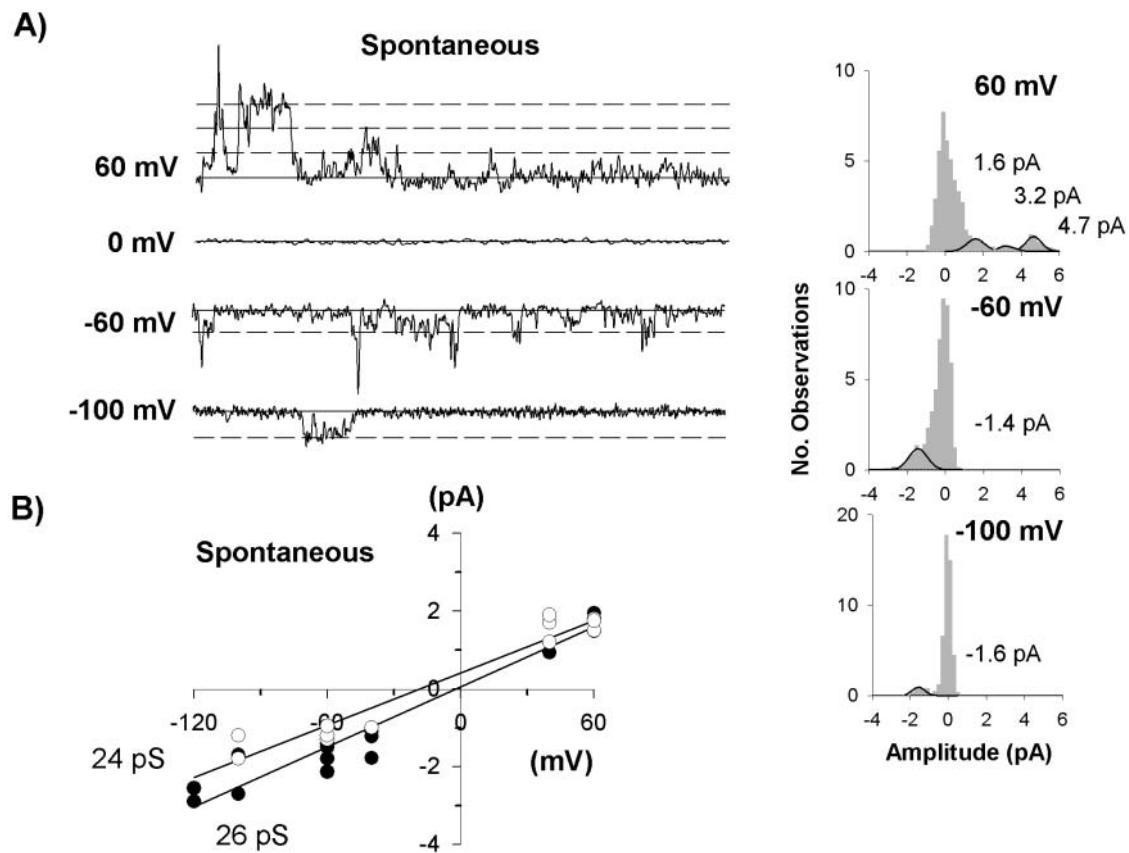 A)
Spontaneous
60 mV
0 mV
-60 mV
-100 mV
10
5
0
60 mV
1.6 pA
3.2 pA
4.7 pA
-4 -2 0 2 4 6
No. Observations
10
5
0
-60 mV
-1.4 pA
-4 -2 0 2 4 6
20
10
0
-100 mV
-1.6 pA
-4 -2 0 2 4 6
Amplitude (pA)
B)
Spontaneous
(pA)
4
2
0
-2
-4
-120 -60 0 60
(mV)
24 pS
26 pS